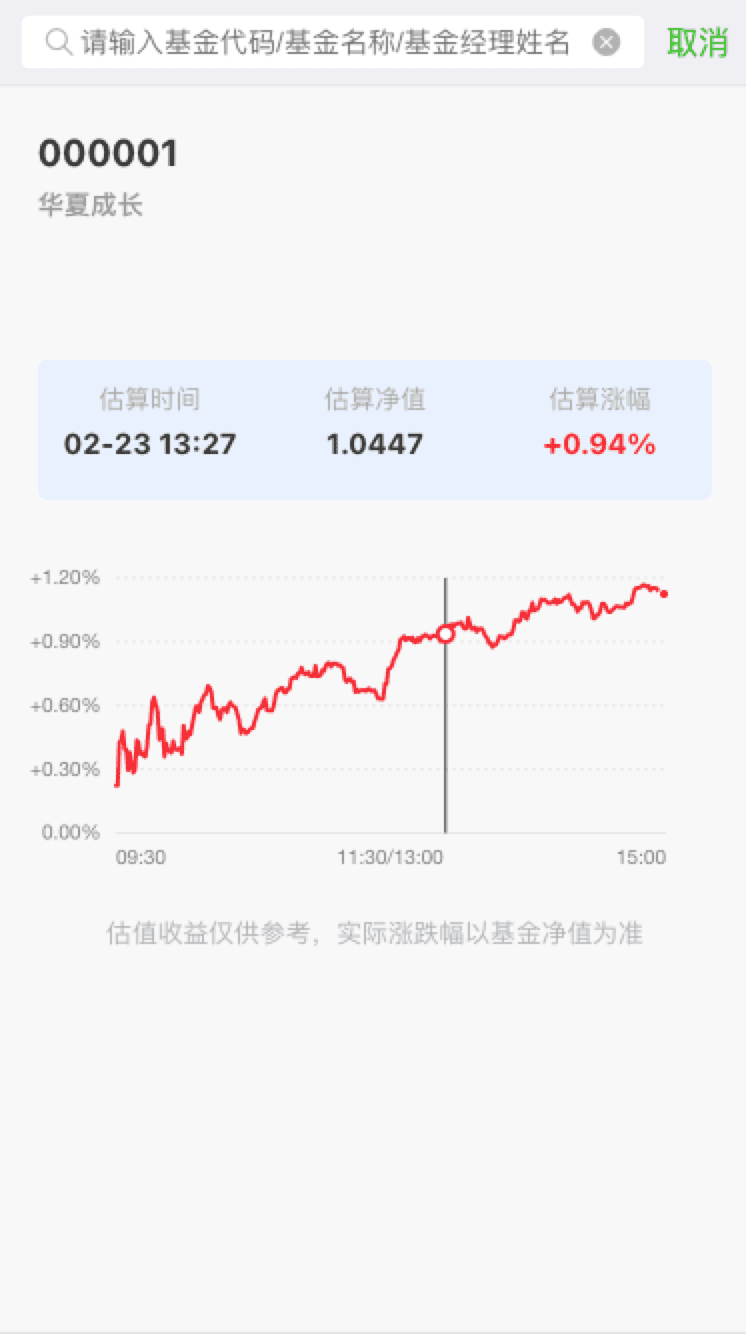 请输入基金代码/基金名称/基金经理姓名 取消
000001
华夏成长
估算时间 估算净值 估算涨幅
02-23 13:27 1.0447 +0.94%
+1.20%
+0.90%
+0.60%
+0.30%
0.00%
09:30 11:30/13:00 15:00
估值收益仅供参考，实际涨跌幅以基金净值为准